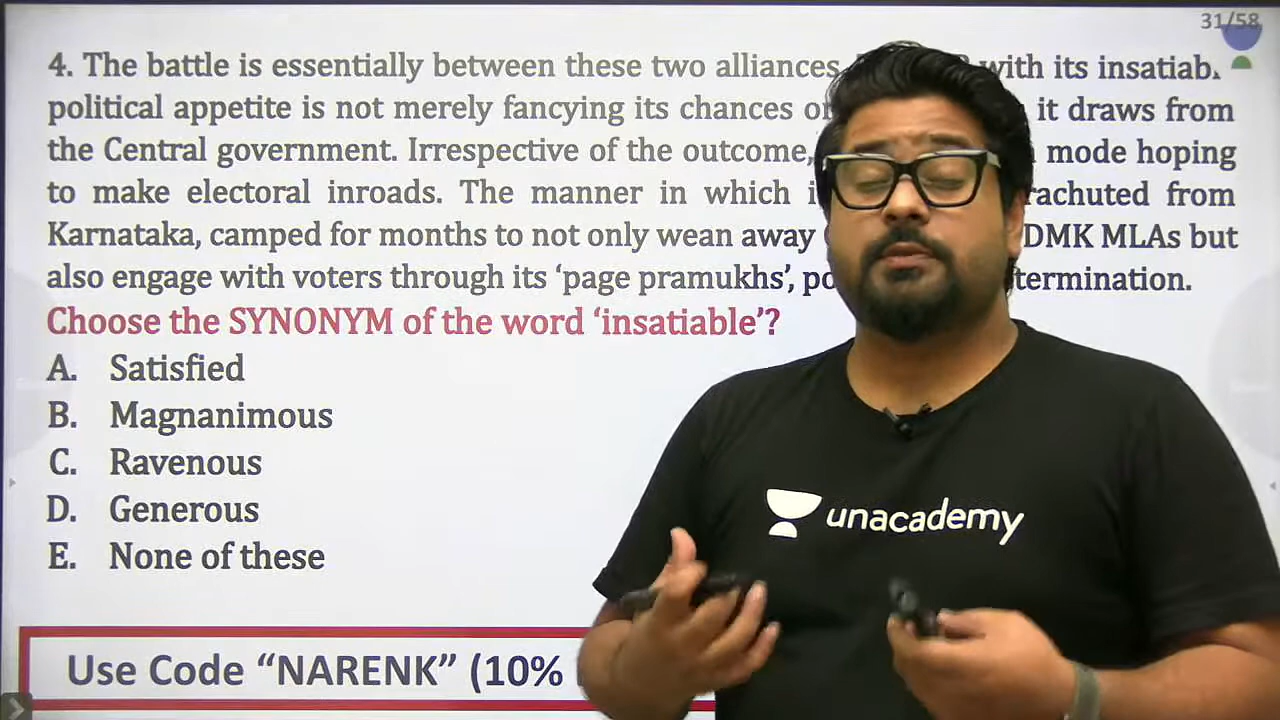 31/58
4. The battle is essentially between these two alliances with its
political appetite is not merely fancying its chances it draws from
the Central government. Irrespective of the outcome, mode hoping
to make electoral inroads. The manner in which from
Karnataka, camped for months to not only wean away MLAs but
also engage with voters through its ‘page pramukhs’,
Choose the SYNONYM of the word ‘insatiable’?
A. Satisfied
B. Magnanimous
C. Ravenous
D. Generous
E. None of these
unacademy
Use Code “NARENK” (10%